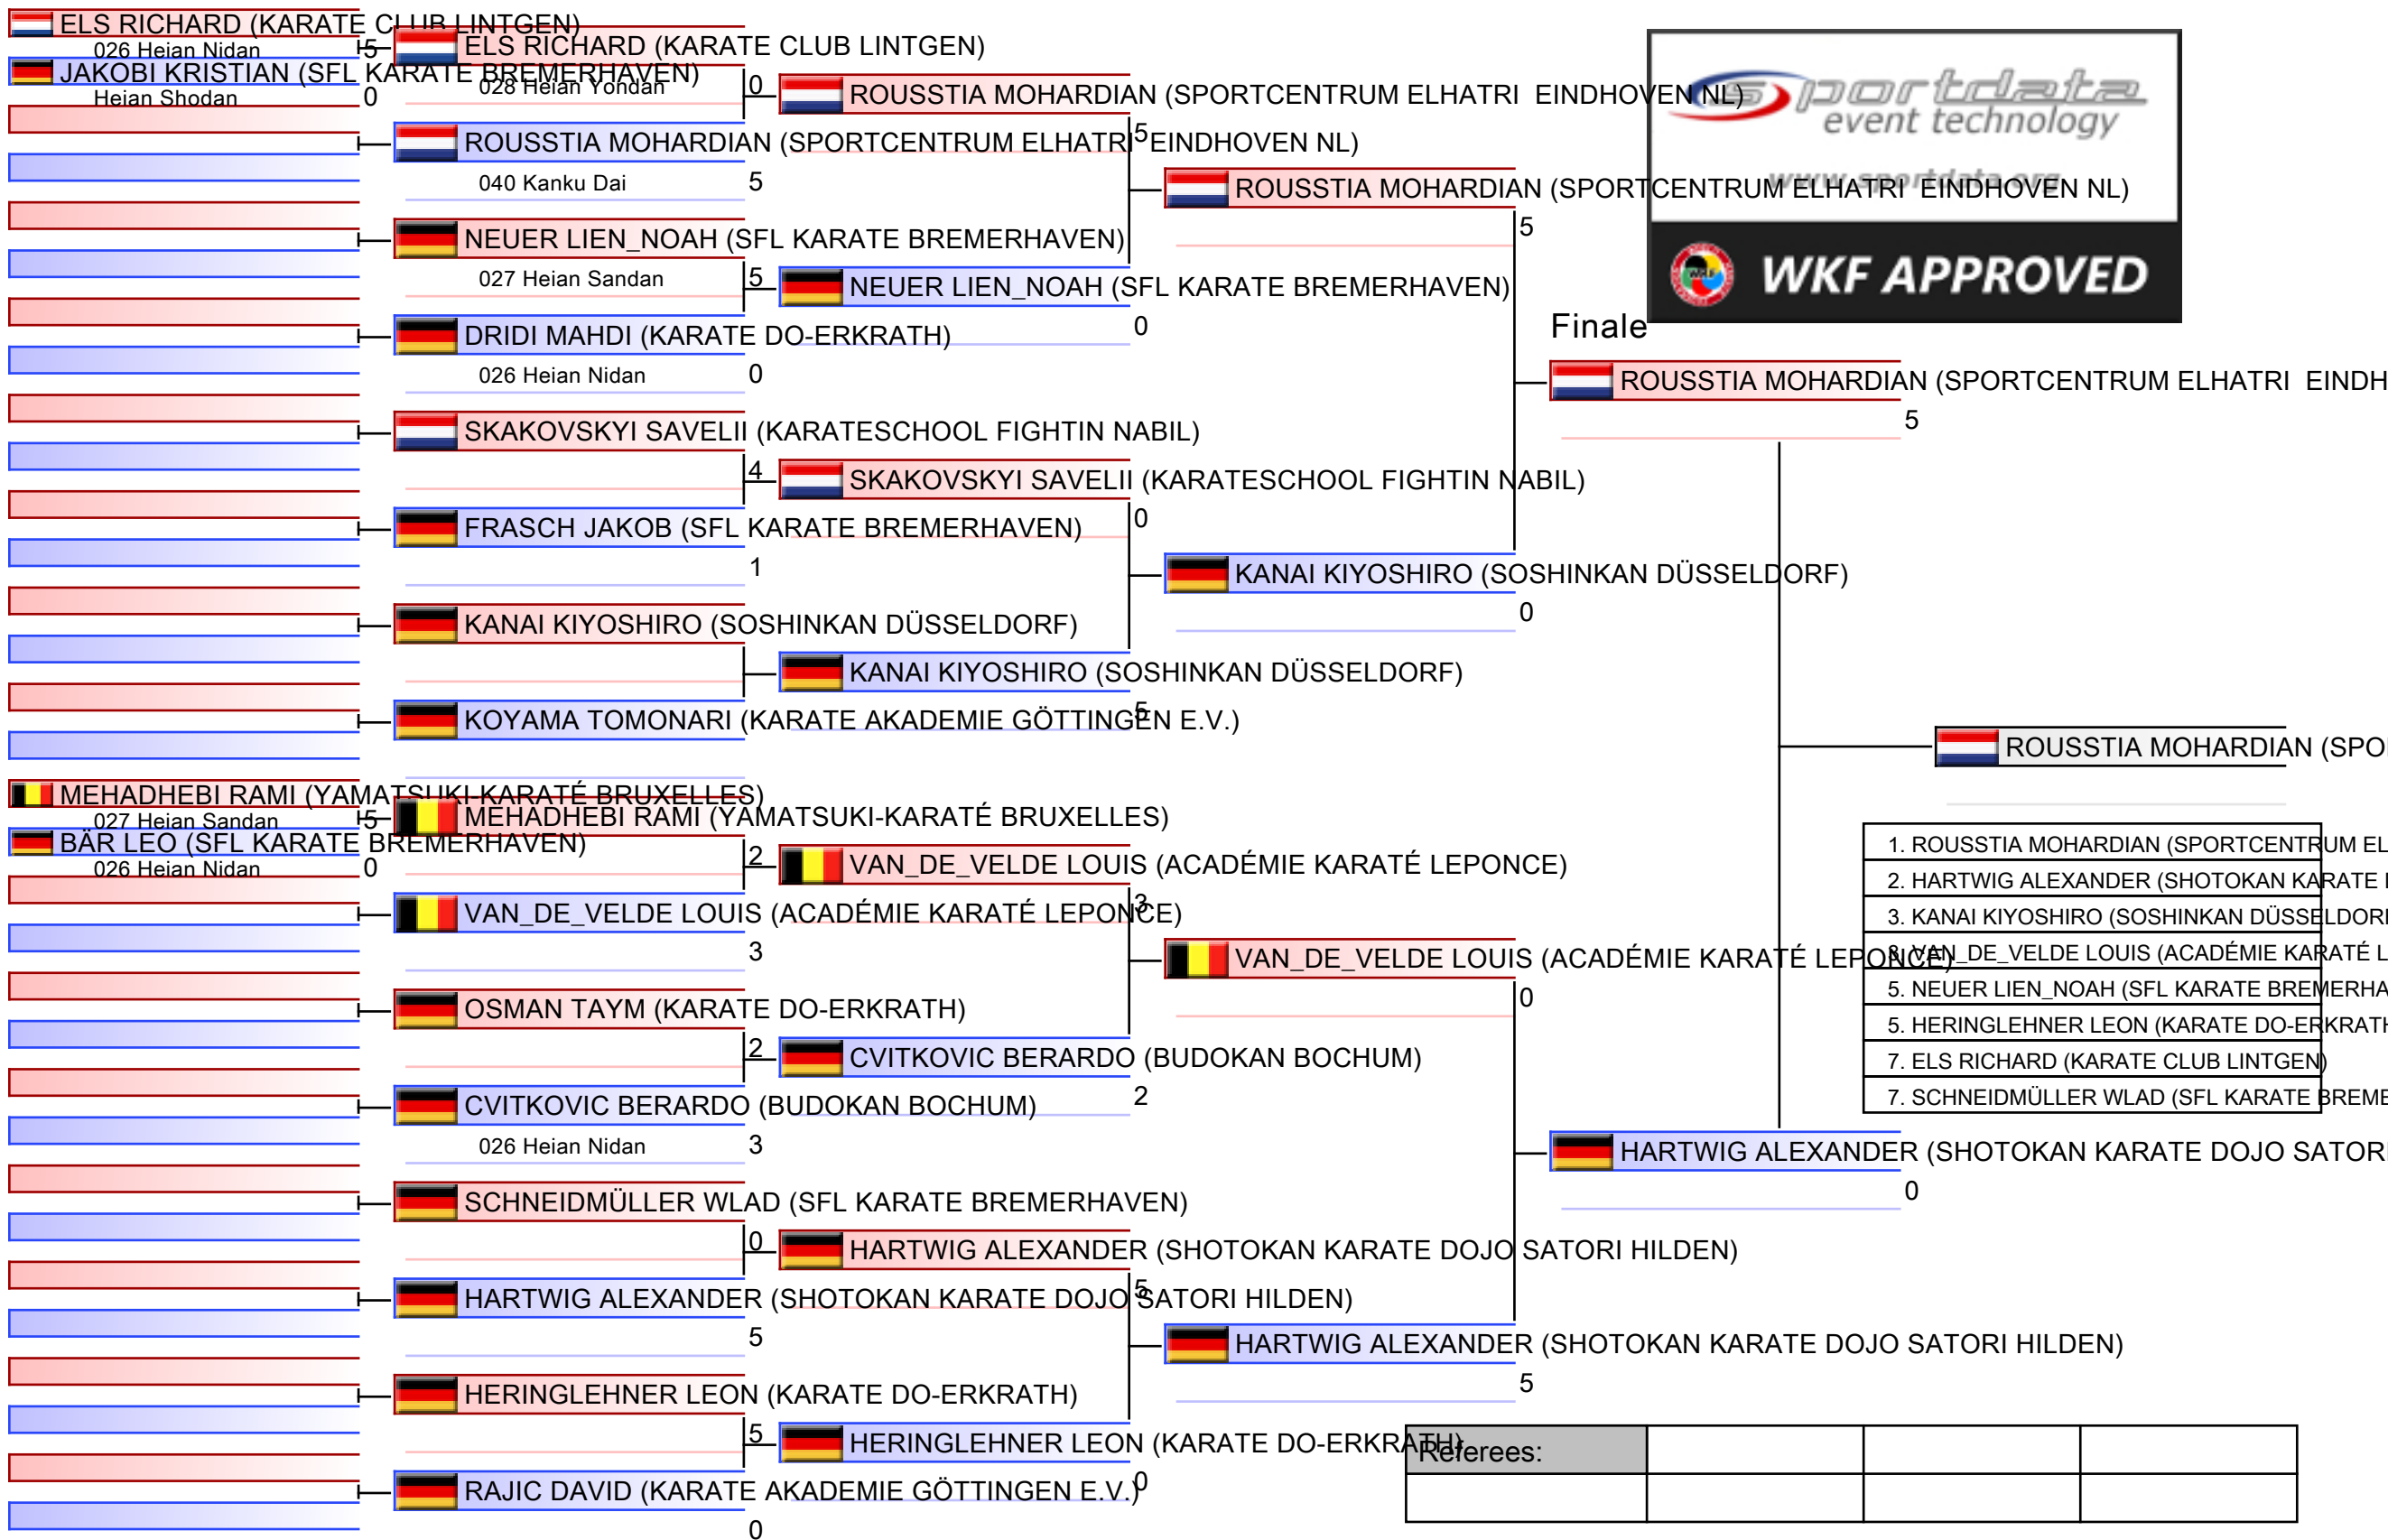 ELS RICHARD (KARATE CLUB LINTGEN)
026 Heian Nidan
5
JAKOBI KRISTIAN (SFL KARATE BREMERHAVEN)
Heian Shodan
0
MEHADHEBI RAMI (YAMATSUKI-KARATÉ BRUXELLES)
027 Heian Sandan
5
BÄR LEO (SFL KARATE BREMERHAVEN)
026 Heian Nidan
0
ELS RICHARD (KARATE CLUB LINTGEN)
028 Heian Yondan
0
ROUSSTIA MOHARDIAN (SPORTCENTRUM ELHATRI  EINDHOVEN NL)
040 Kanku Dai
5
NEUER LIEN_NOAH (SFL KARATE BREMERHAVEN)
027 Heian Sandan
5
DRIDI MAHDI (KARATE DO-ERKRATH)
026 Heian Nidan
0
SKAKOVSKYI SAVELII (KARATESCHOOL FIGHTIN NABIL)
4
FRASCH JAKOB (SFL KARATE BREMERHAVEN)
1
KANAI KIYOSHIRO (SOSHINKAN DÜSSELDORF)
KOYAMA TOMONARI (KARATE AKADEMIE GÖTTINGEN E.V.)
MEHADHEBI RAMI (YAMATSUKI-KARATÉ BRUXELLES)
2
VAN_DE_VELDE LOUIS (ACADÉMIE KARATÉ LEPONCE)
3
OSMAN TAYM (KARATE DO-ERKRATH)
2
CVITKOVIC BERARDO (BUDOKAN BOCHUM)
026 Heian Nidan
3
SCHNEIDMÜLLER WLAD (SFL KARATE BREMERHAVEN)
0
HARTWIG ALEXANDER (SHOTOKAN KARATE DOJO SATORI HILDEN)
5
HERINGLEHNER LEON (KARATE DO-ERKRATH)
5
RAJIC DAVID (KARATE AKADEMIE GÖTTINGEN E.V.)
0
ROUSSTIA MOHARDIAN (SPORTCENTRUM ELHATRI  EINDHOVEN NL)
5
NEUER LIEN_NOAH (SFL KARATE BREMERHAVEN)
0
SKAKOVSKYI SAVELII (KARATESCHOOL FIGHTIN NABIL)
0
KANAI KIYOSHIRO (SOSHINKAN DÜSSELDORF)
5
VAN_DE_VELDE LOUIS (ACADÉMIE KARATÉ LEPONCE)
3
CVITKOVIC BERARDO (BUDOKAN BOCHUM)
2
HARTWIG ALEXANDER (SHOTOKAN KARATE DOJO SATORI HILDEN)
5
HERINGLEHNER LEON (KARATE DO-ERKRATH)
0
ROUSSTIA MOHARDIAN (SPORTCENTRUM ELHATRI  EINDHOVEN NL)
5
KANAI KIYOSHIRO (SOSHINKAN DÜSSELDORF)
0
VAN_DE_VELDE LOUIS (ACADÉMIE KARATÉ LEPONCE)
0
HARTWIG ALEXANDER (SHOTOKAN KARATE DOJO SATORI HILDEN)
5
sportdata
event technology
www.sportdata.org
WKF
WKF APPROVED
Finale
ROUSSTIA MOHARDIAN (SPORTCENTRUM ELHATRI  EINDH
5
HARTWIG ALEXANDER (SHOTOKAN KARATE DOJO SATORI
0
ROUSSTIA MOHARDIAN (SPO
1. ROUSSTIA MOHARDIAN (SPORTCENTRUM EL
2. HARTWIG ALEXANDER (SHOTOKAN KARATE
3. KANAI KIYOSHIRO (SOSHINKAN DÜSSELDORF
3. VAN_DE_VELDE LOUIS (ACADÉMIE KARATÉ L
5. NEUER LIEN_NOAH (SFL KARATE BREMERHA
5. HERINGLEHNER LEON (KARATE DO-ERKRATH
7. ELS RICHARD (KARATE CLUB LINTGEN)
7. SCHNEIDMÜLLER WLAD (SFL KARATE BREME
Referees: